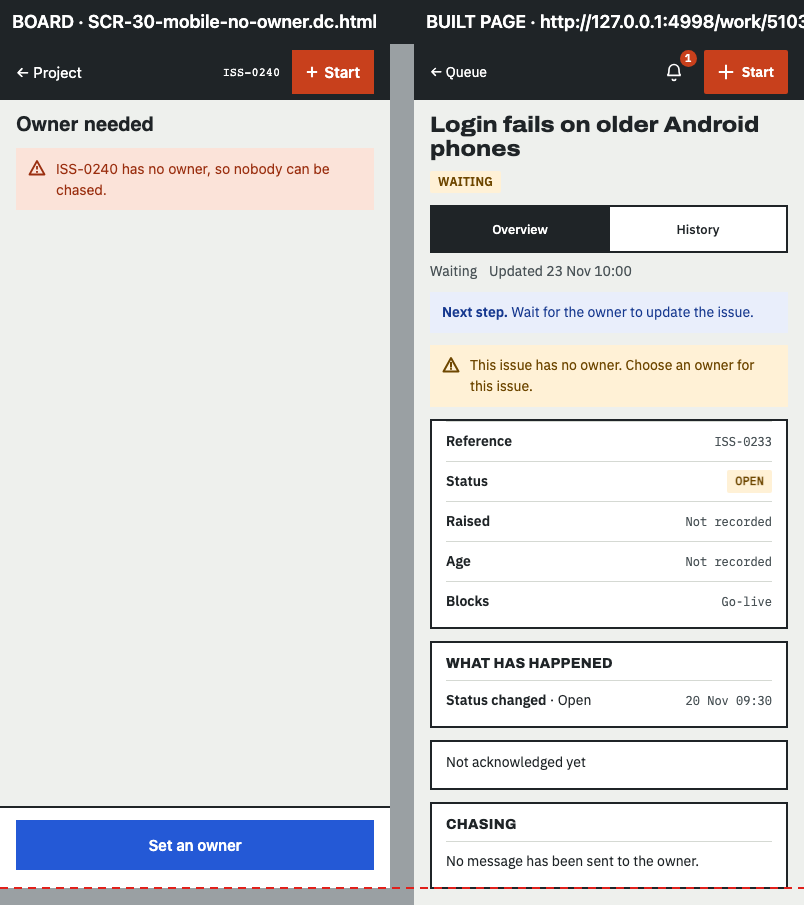 BOARD · SCR-30-mobile-no-owner.dc.html
← Project
ISS-0240
+ Start
Owner needed
ISS-0240 has no owner, so nobody can be
chased.
Set an owner
BUILT PAGE · http://127.0.0.1:4998/work/5103
← Queue
1
+ Start
Login fails on older Android
phones
WAITING
Overview
History
Waiting Updated 23 Nov 10:00
Next step. Wait for the owner to update the issue.
This issue has no owner. Choose an owner for
this issue.
Reference ISS-0233
Status OPEN
Raised Not recorded
Age Not recorded
Blocks Go-live
WHAT HAS HAPPENED
Status changed · Open 20 Nov 09:30
Not acknowledged yet
CHASING
No message has been sent to the owner.